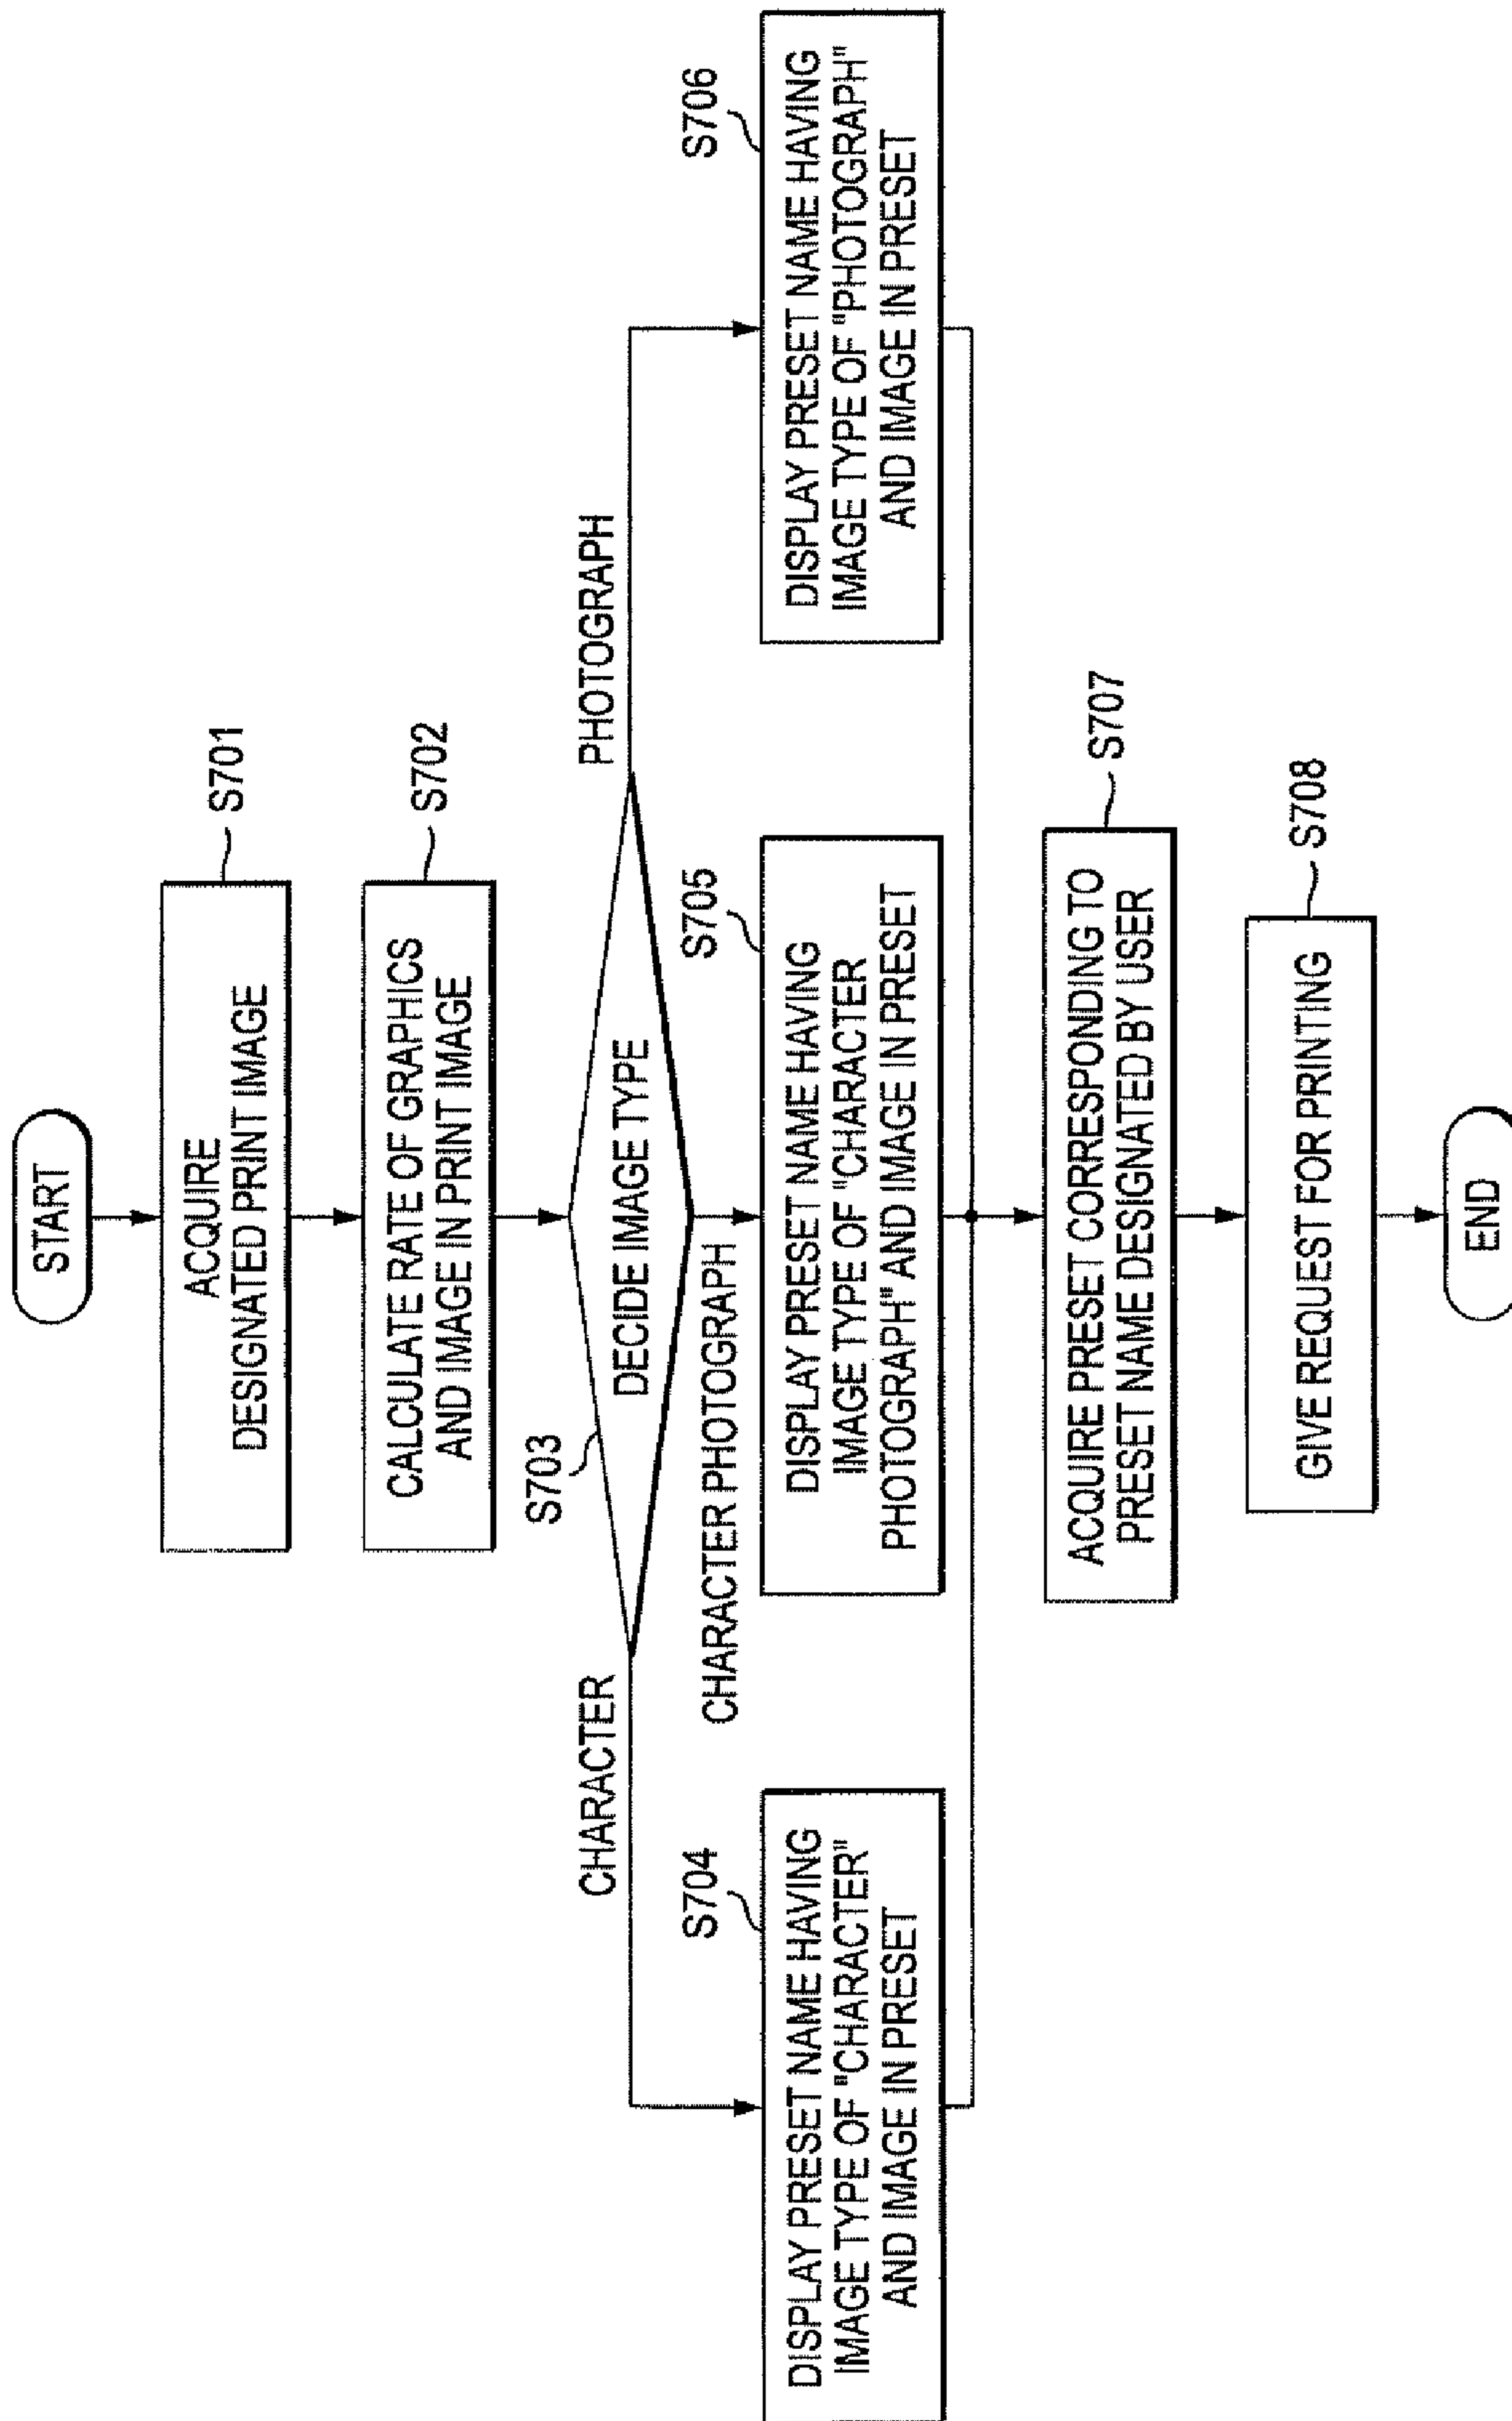 START
ACQUIRE
DESIGNATED PRINT IMAGE
S701
CALCULATE RATE OF GRAPHICS
AND IMAGE IN PRINT IMAGE
S702
S703
DECIDE IMAGE TYPE
CHARACTER
CHARACTER PHOTOGRAPH
PHOTOGRAPH
S704
DISPLAY PRESET NAME HAVING
IMAGE TYPE OF "CHARACTER"
AND IMAGE IN PRESET
S705
DISPLAY PRESET NAME HAVING
IMAGE TYPE OF "CHARACTER
PHOTOGRAPH" AND IMAGE IN PRESET
S706
DISPLAY PRESET NAME HAVING
IMAGE TYPE OF "PHOTOGRAPH"
AND IMAGE IN PRESET
S707
ACQUIRE PRESET CORRESPONDING TO
PRESET NAME DESIGNATED BY USER
S708
GIVE REQUEST FOR PRINTING
END